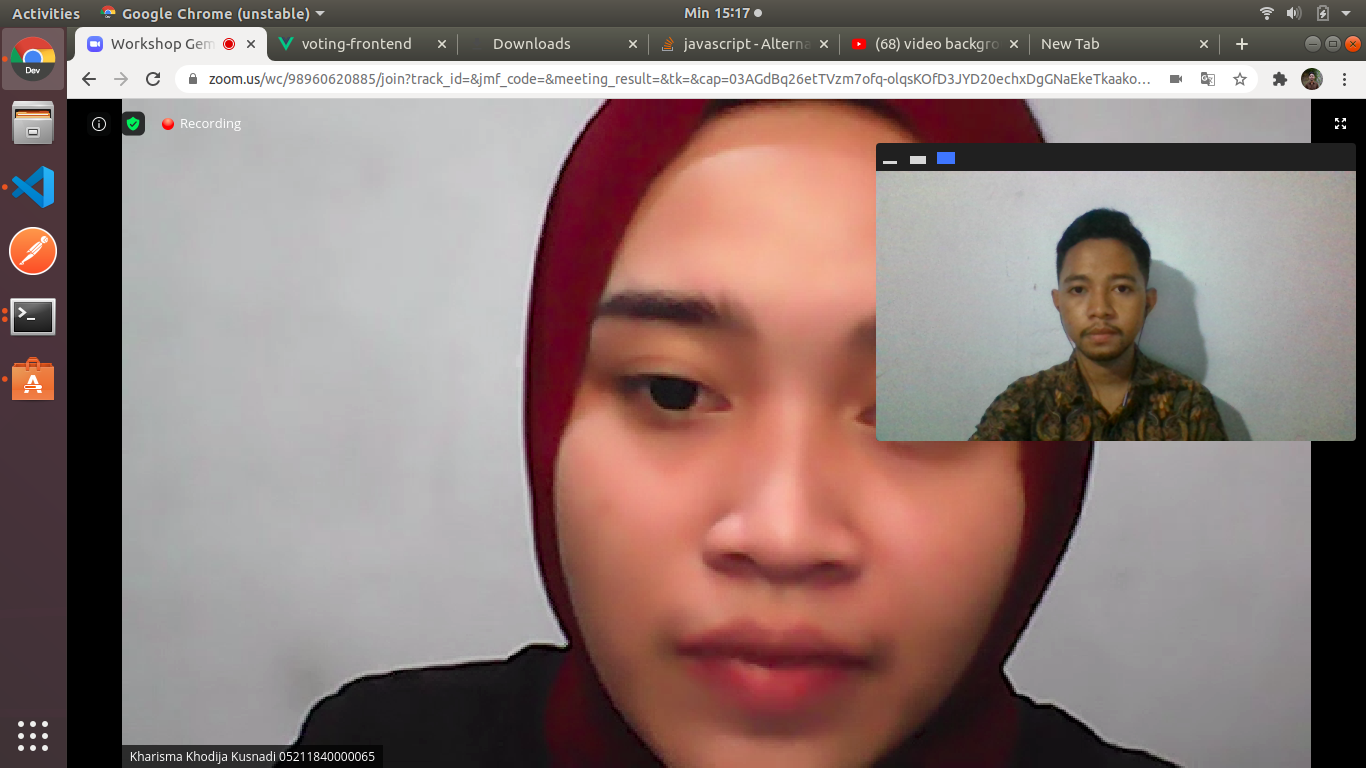 Activities Google Chrome (unstable) Min 15:17
Workshop Gem voting-frontend Downloads javascript - Alterna (68) video backgro New Tab
zoom.us/wc/98960620885/join?track_id=&jmf_code=&meeting_result=&tk=&cap=03AGdBq26etTVzm7ofq-olqsKOfD3JYD20echxDgGNaEkeTkaako…
Dev
Recording
Kharisma Khodija Kusnadi 05211840000065